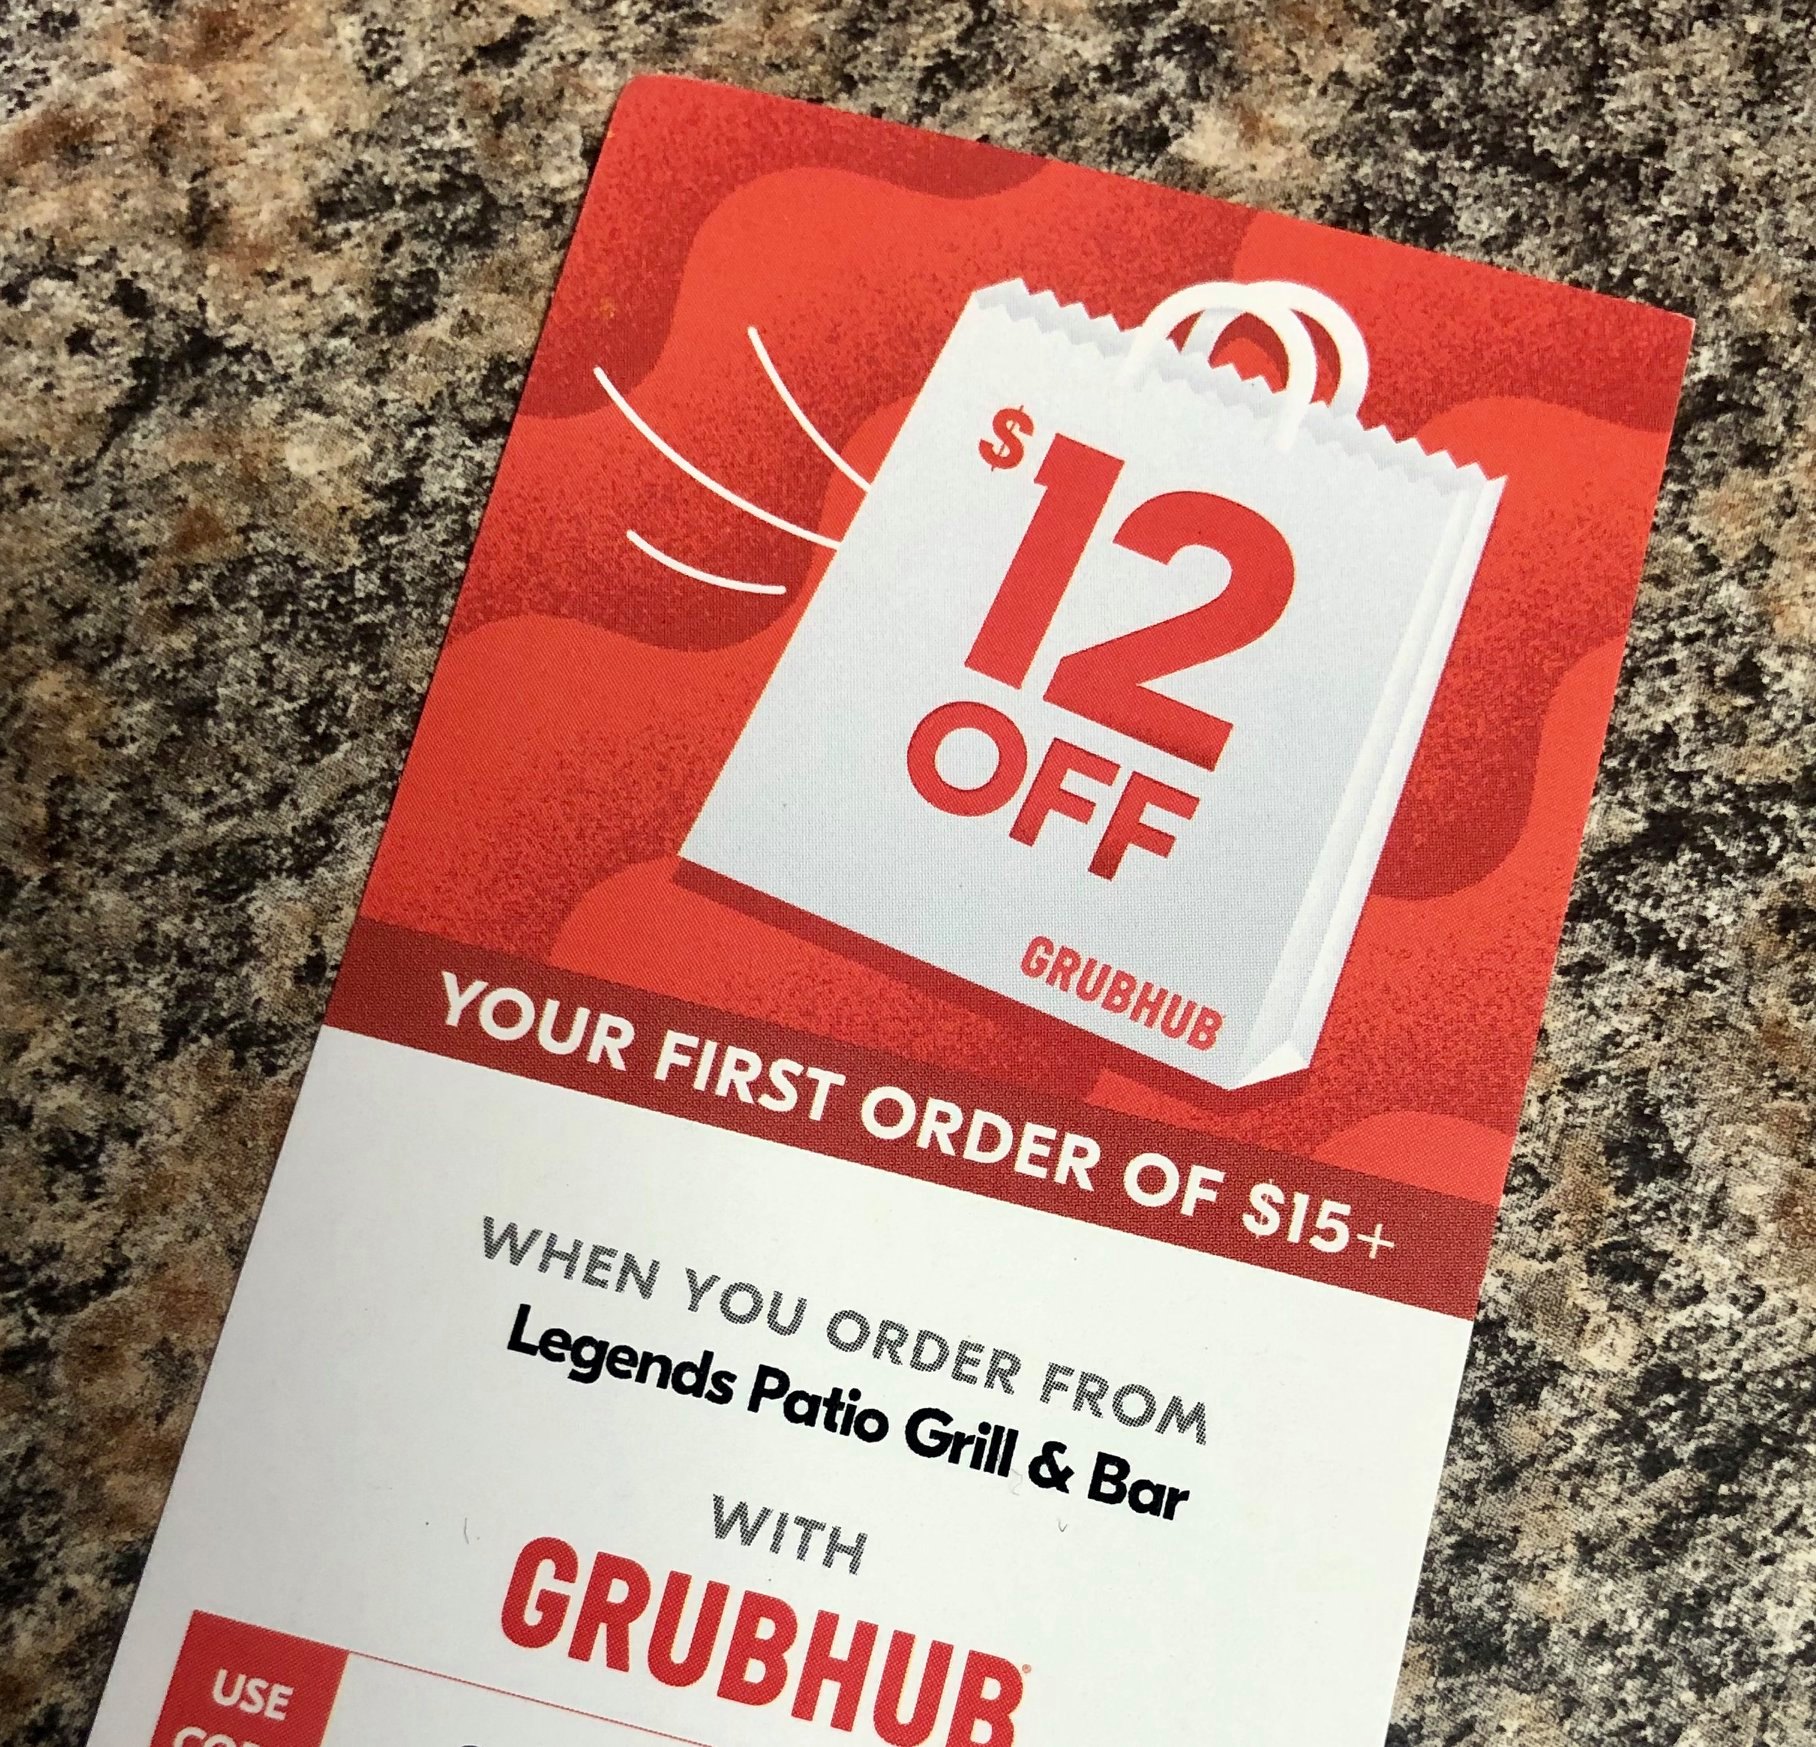 $12
OFF
GRUBHUB
YOUR FIRST ORDER OF $15+
WHEN YOU ORDER FROM
Legends Patio Grill & Bar
WITH
GRUBHUB
USE